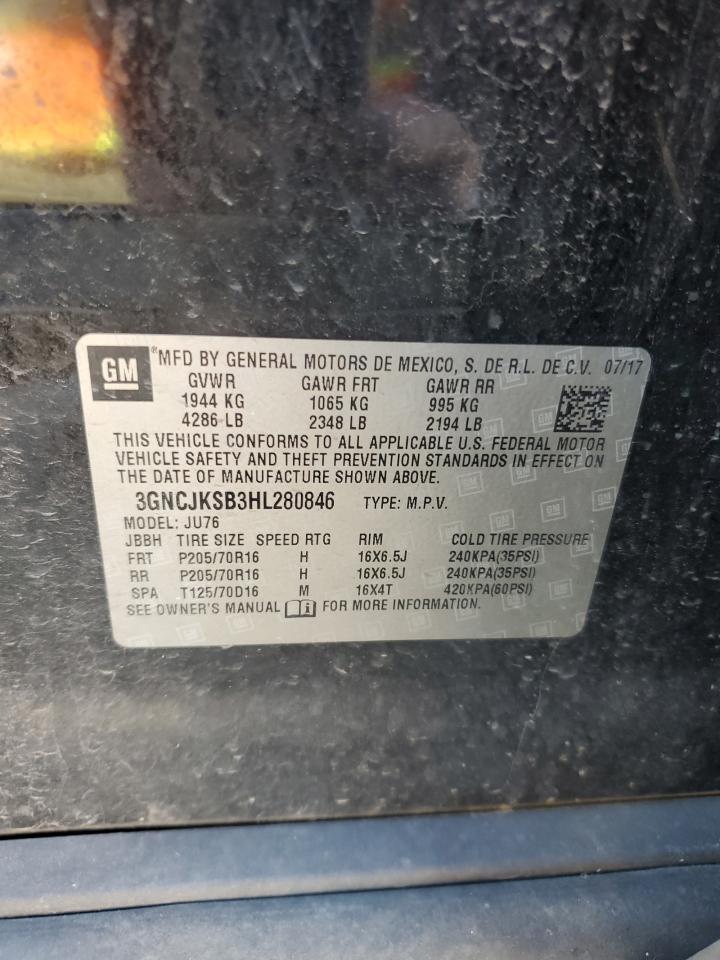 GM
®MFD BY GENERAL MOTORS DE MEXICO, S. DE R.L. DE C.V. 07/17
GVWR GAWR FRT GAWR RR
1944 KG 1065 KG 995 KG
4286 LB 2348 LB 2194 LB
THIS VEHICLE CONFORMS TO ALL APPLICABLE U.S. FEDERAL MOTOR
VEHICLE SAFETY AND THEFT PREVENTION STANDARDS IN EFFECT ON
THE DATE OF MANUFACTURE SHOWN ABOVE.
3GNCJKSB3HL280846 TYPE: M.P.V.
MODEL: JU76
JBBH TIRE SIZE SPEED RTG RIM COLD TIRE PRESSURE
FRT P205/70R16 H 16X6.5J 240KPA(35PSI)
RR P205/70R16 H 16X6.5J 240KPA(35PSI)
SPA T125/70D16 M 16X4T 420KPA(60PSI)
SEE OWNER'S MANUAL FOR MORE INFORMATION.